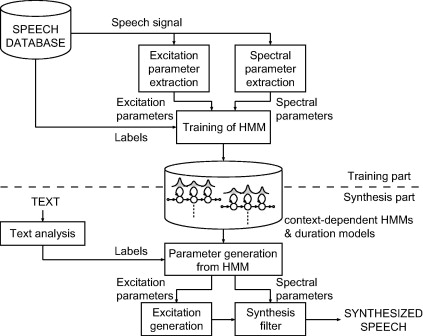 SPEECH
DATABASE
Speech signal
Excitation
parameter
extraction
Spectral
parameter
extraction
Excitation
parameters
Spectral
parameters
Labels
Training of HMM
Training part
Synthesis part
context-dependent HMMs
& duration models
TEXT
Text analysis
Labels
Parameter generation
from HMM
Excitation
parameters
Spectral
parameters
Excitation
generation
Synthesis
filter
SYNTHESIZED
SPEECH